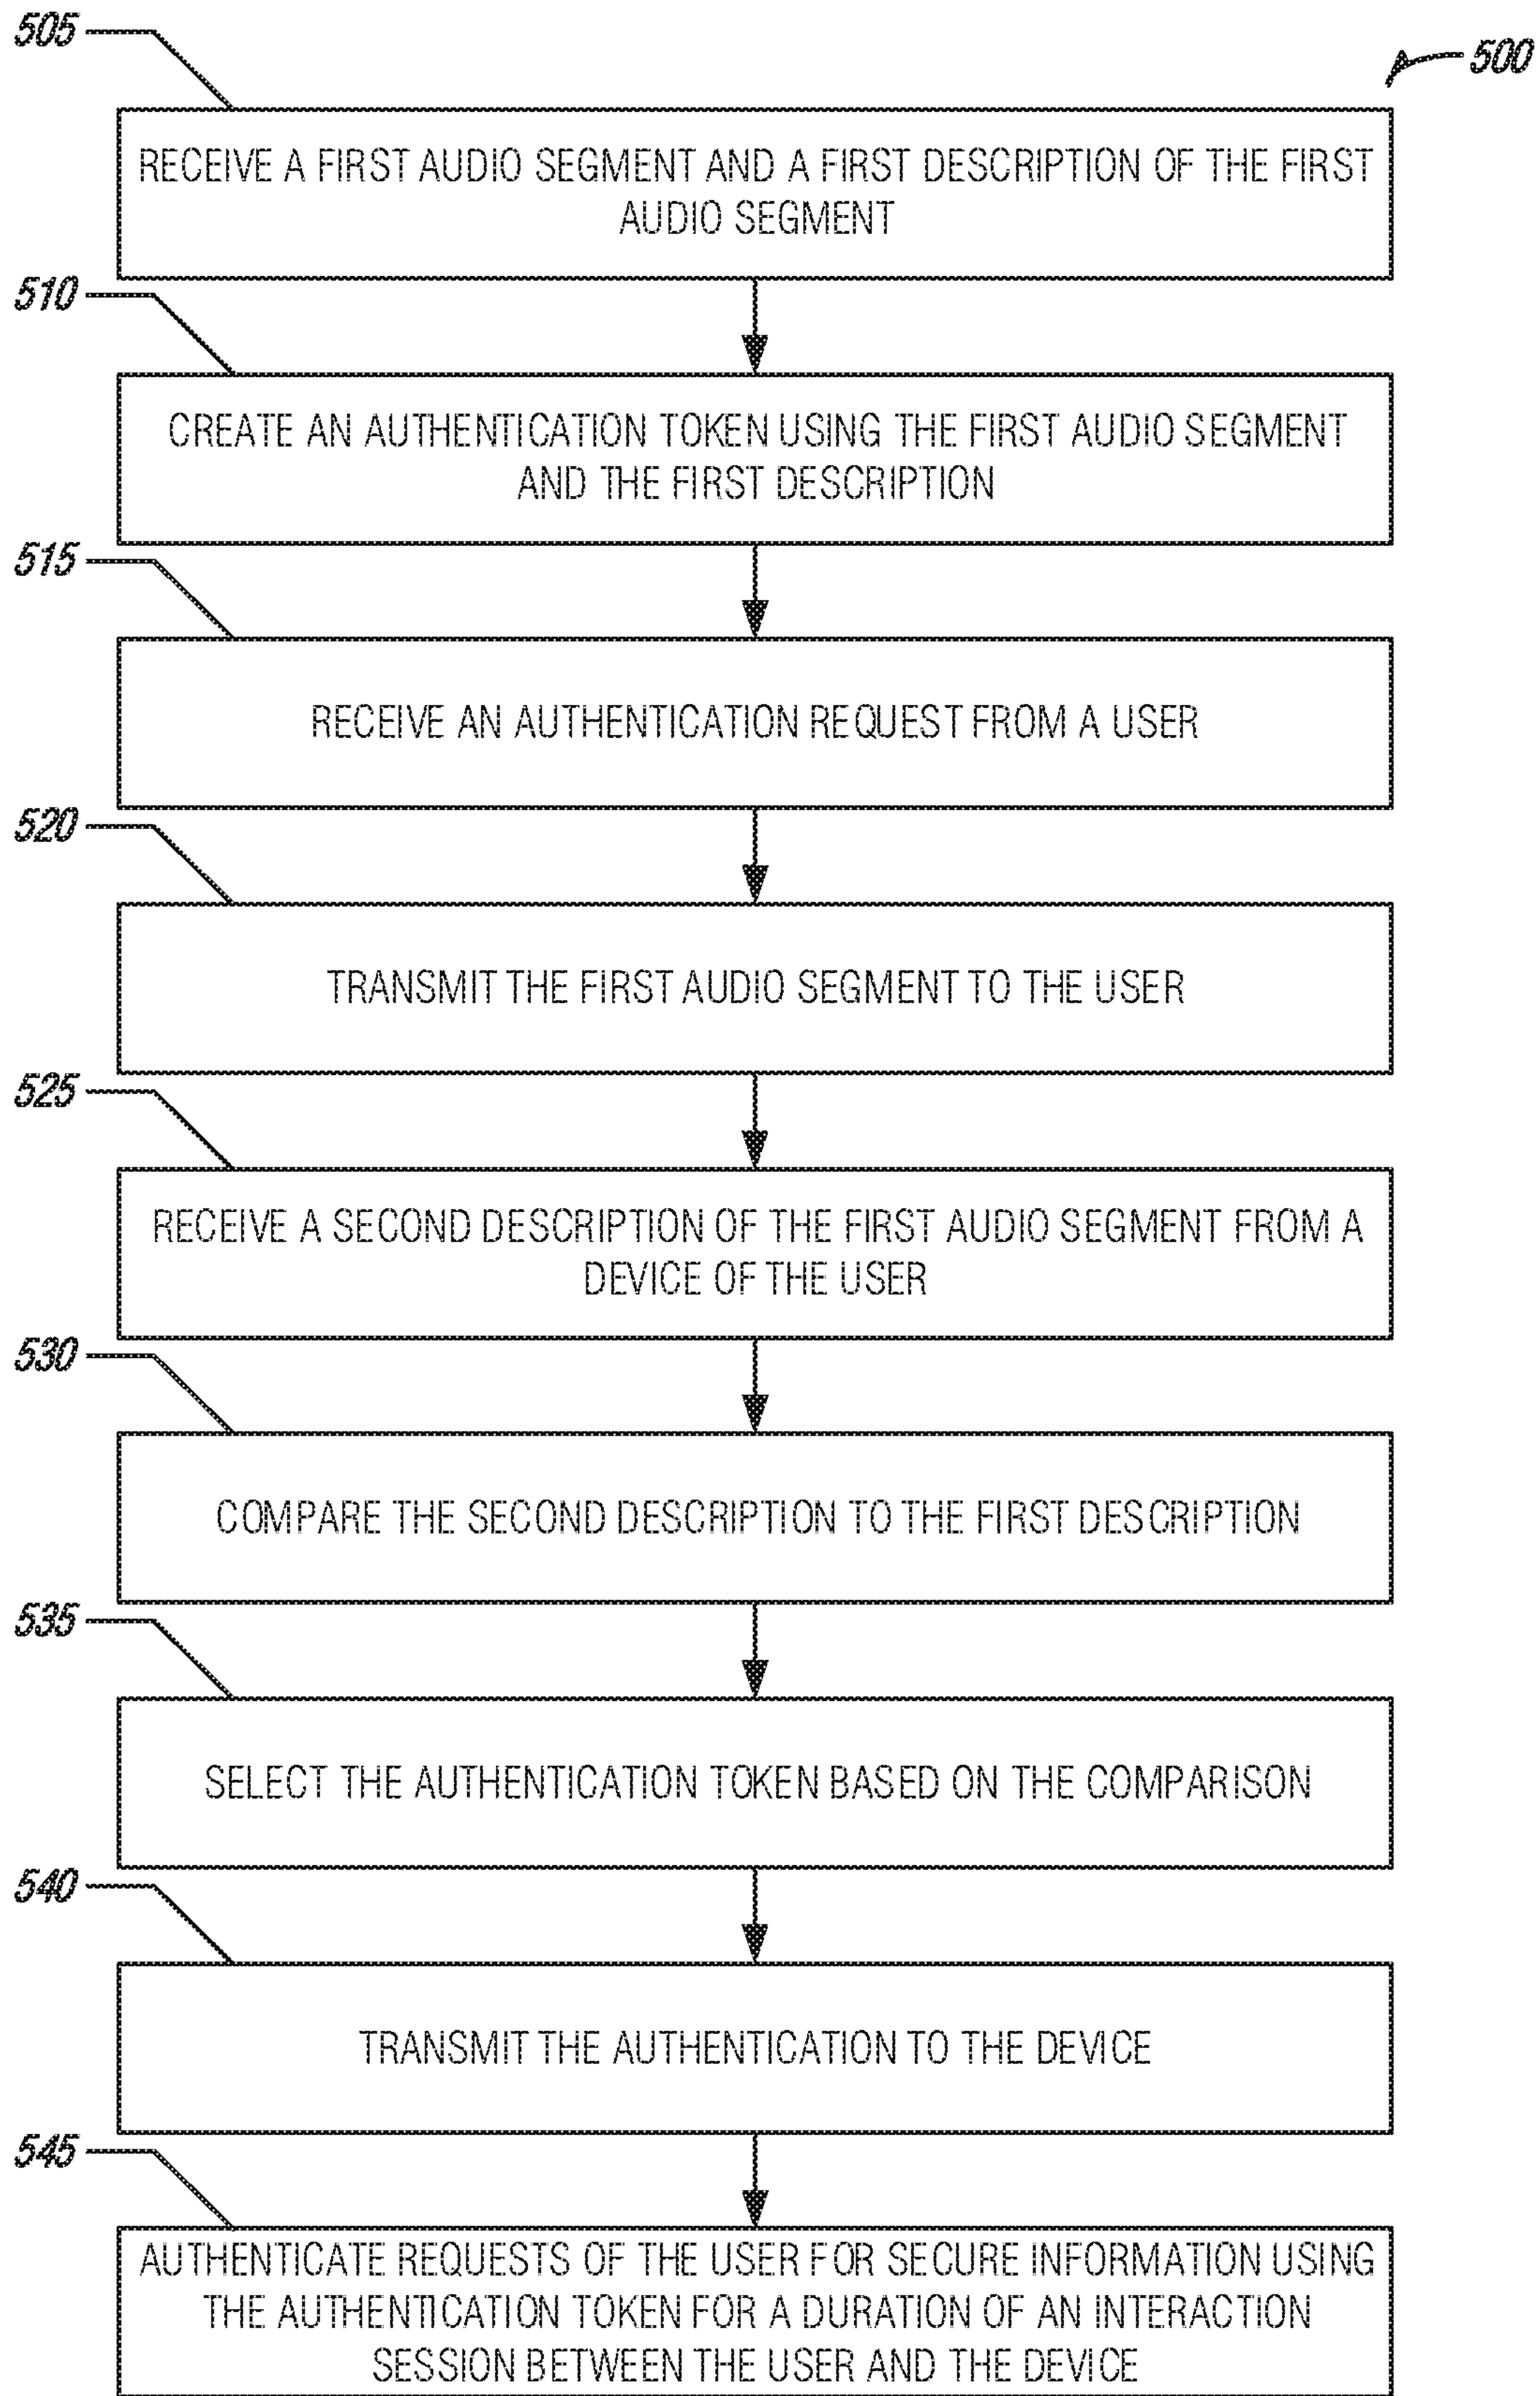 505
500
RECEIVE A FIRST AUDIO SEGMENT AND A FIRST DESCRIPTION OF THE FIRST
AUDIO SEGMENT
510
CREATE AN AUTHENTICATION TOKEN USING THE FIRST AUDIO SEGMENT
AND THE FIRST DESCRIPTION
515
RECEIVE AN AUTHENTICATION REQUEST FROM A USER
520
TRANSMIT THE FIRST AUDIO SEGMENT TO THE USER
525
RECEIVE A SECOND DESCRIPTION OF THE FIRST AUDIO SEGMENT FROM A
DEVICE OF THE USER
530
COMPARE THE SECOND DESCRIPTION TO THE FIRST DESCRIPTION
535
SELECT THE AUTHENTICATION TOKEN BASED ON THE COMPARISON
540
TRANSMIT THE AUTHENTICATION TO THE DEVICE
545
AUTHENTICATE REQUESTS OF THE USER FOR SECURE INFORMATION USING
THE AUTHENTICATION TOKEN FOR A DURATION OF AN INTERACTION
SESSION BETWEEN THE USER AND THE DEVICE